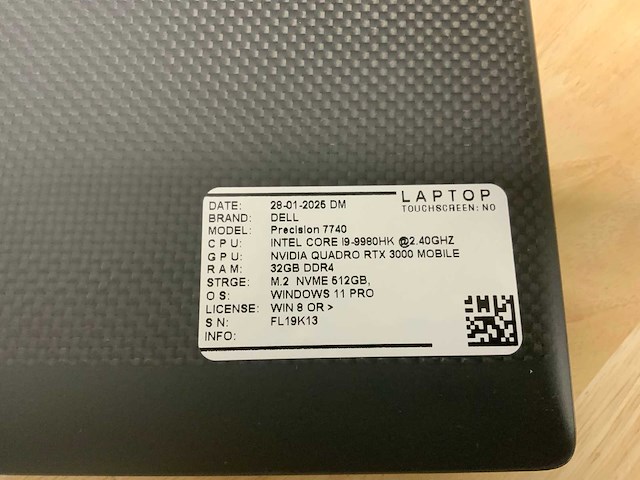 LAPTOP
TOUCHSCREEN: NO
DATE: 28-01-2025 DM
BRAND: DELL
MODEL: Precision 7740
CPU: INTEL CORE I9-9980HK @2.40GHZ
GPU: NVIDIA QUADRO RTX 3000 MOBILE
RAM: 32GB DDR4
STRGE: M.2 NVME 512GB,
OS: WINDOWS 11 PRO
LICENSE: WIN 8 OR >
SN: FL19K13
INFO: